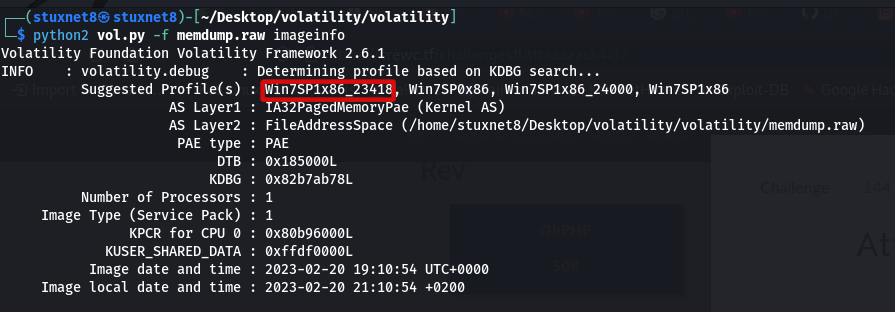 ┌──(stuxnet8㉿stuxnet8)-[~/Desktop/volatility/volatility]
└─$ python2 vol.py -f memdump.raw imageinfo
Volatility Foundation Volatility Framework 2.6.1
INFO    : volatility.debug    : Determining profile based on KDBG search...
Suggested Profile(s) : Win7SP1x86_23418, Win7SP0x86, Win7SP1x86_24000, Win7SP1x86
AS Layer1 : IA32PagedMemoryPae (Kernel AS)
AS Layer2 : FileAddressSpace (/home/stuxnet8/Desktop/volatility/volatility/memdump.raw)
PAE type : PAE
DTB : 0x185000L
KDBG : 0x82b7ab78L
Number of Processors : 1
Image Type (Service Pack) : 1
KPCR for CPU 0 : 0x80b96000L
KUSER_SHARED_DATA : 0xffdf0000L
Image date and time : 2023-02-20 19:10:54 UTC+0000
Image local date and time : 2023-02-20 21:10:54 +0200
Rev
Challenge
144
At